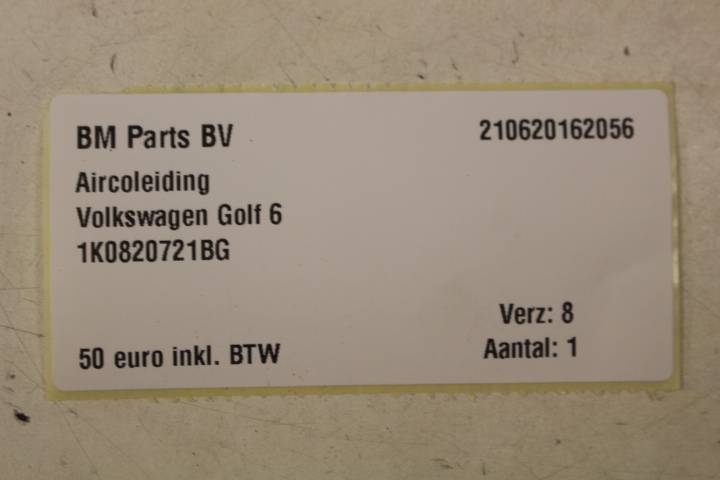 BM Parts BV
210620162056
Aircoleiding
Volkswagen Golf 6
1K0820721BG
Verz: 8
50 euro inkl. BTW
Aantal: 1